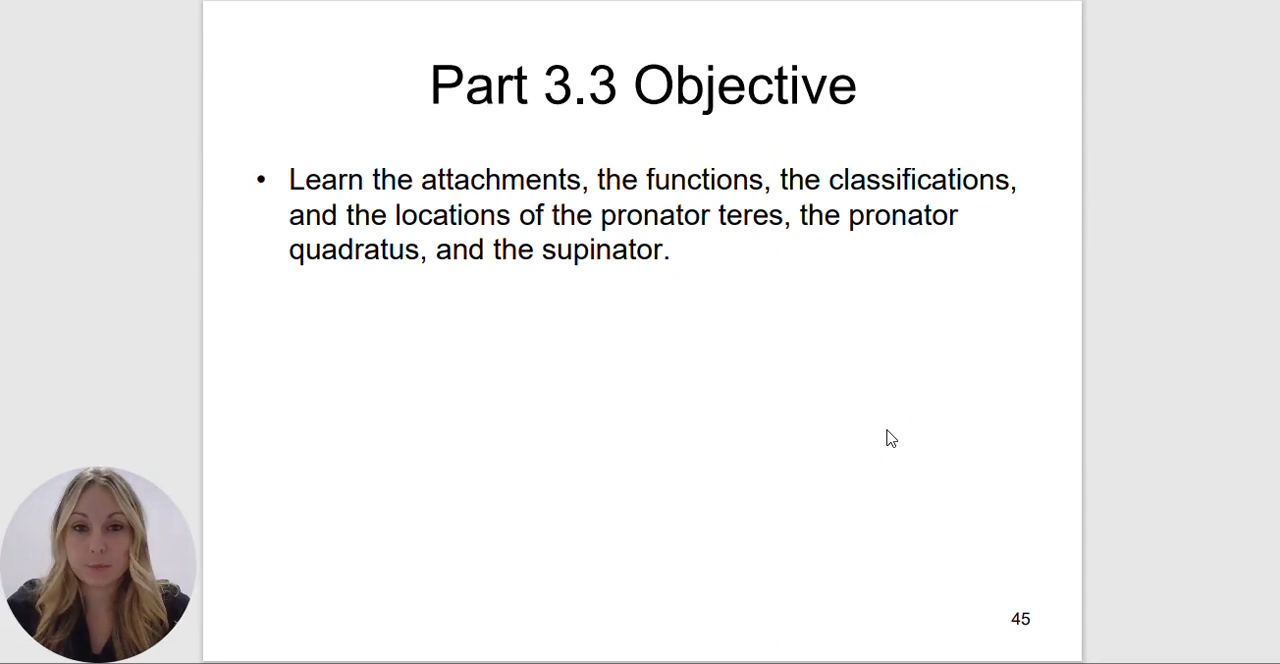 Part 3.3 Objective
• Learn the attachments, the functions, the classifications,
and the locations of the pronator teres, the pronator
quadratus, and the supinator.
45